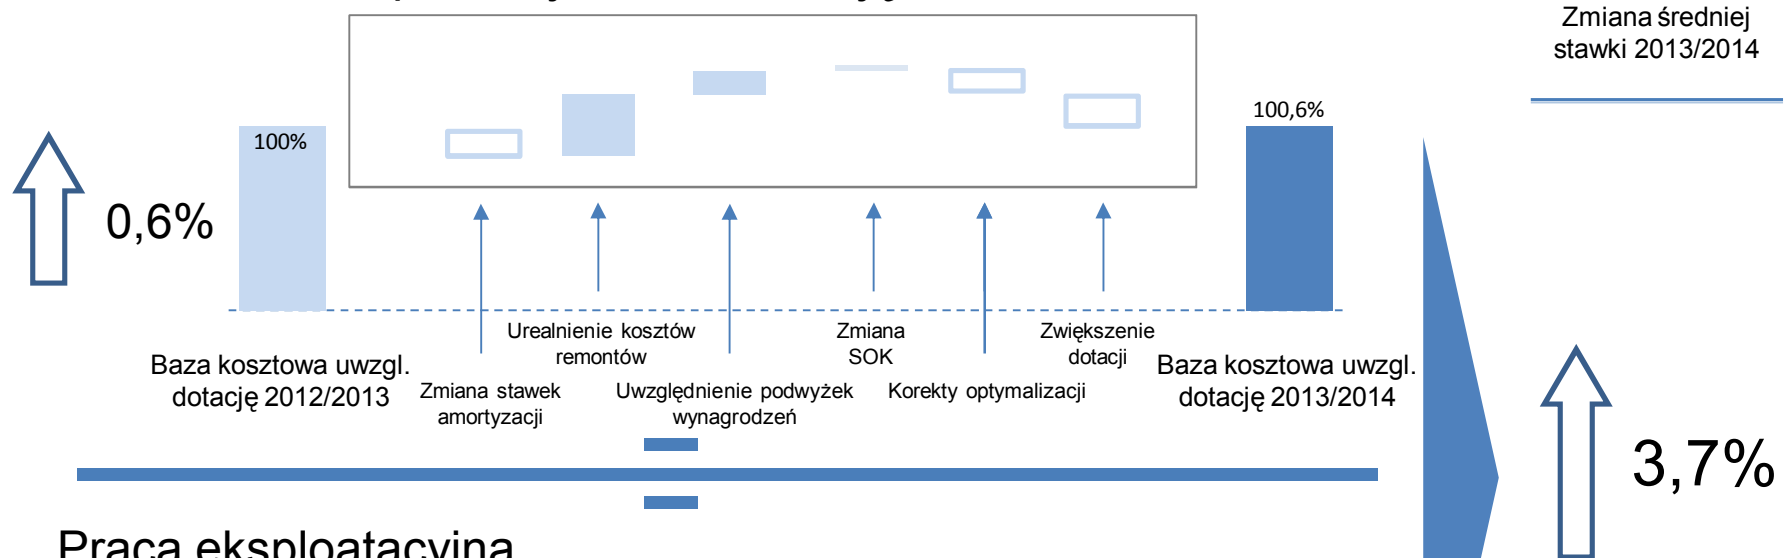 Zmiana średniej
stawki 2013/2014
100%
100,6%
0,6%
Urealnienie kosztów
remontów
Zmiana
SOK
Zwiększenie
dotacji
Baza kosztowa uwzgl.
dotację 2012/2013
Zmiana stawek
amortyzacji
Uwzględnienie podwyżek
wynagrodzeń
Korekty optymalizacji
Baza kosztowa uwzgl.
dotację 2013/2014
3,7%
Praca eksploatacyjna